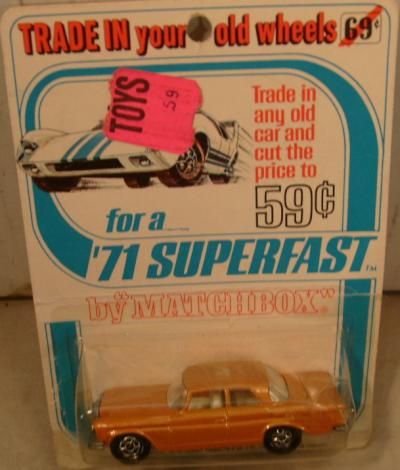 TRADE IN your old wheels 69¢
TOYS
59
Trade in
any old
car and
cut the
price to
59¢
for a
'71 SUPERFAST TM
by "MATCHBOX"